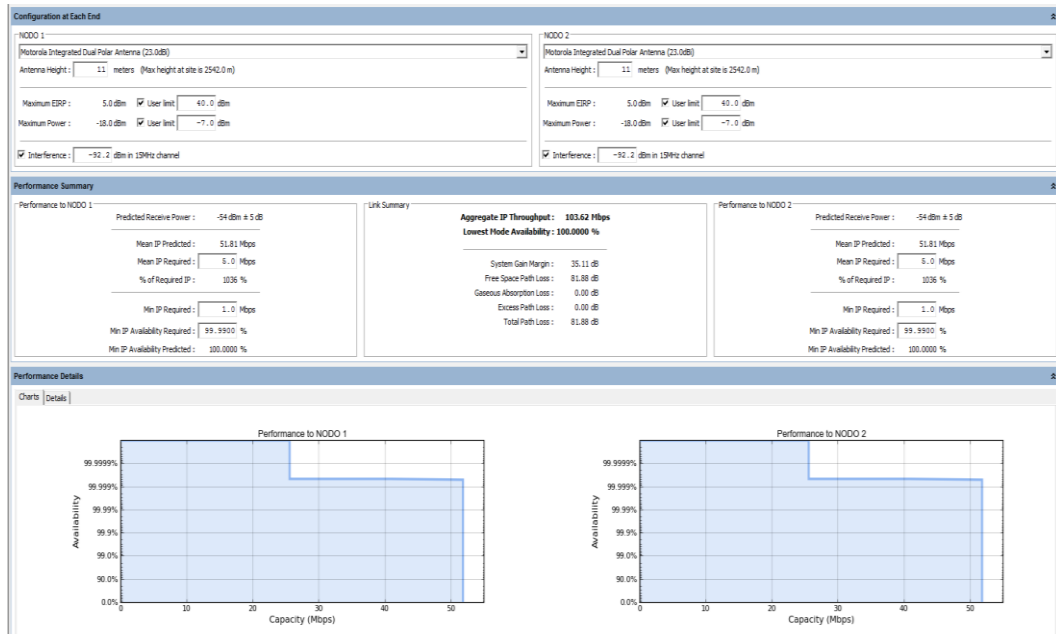 Configuration at Each End
NODO 1
Motorola Integrated Dual Polar Antenna (23.0dBi)
Antenna Height : 11 meters (Max height at site is 2542.0 m)
Maximum EIRP : 5.0 dBm User limit 40.0 dBm
Maximum Power : -18.0 dBm User limit -7.0 dBm
Interference : -92.2 dBm in 15MHz channel
NODO 2
Motorola Integrated Dual Polar Antenna (23.0dBi)
Antenna Height : 11 meters (Max height at site is 2542.0 m)
Maximum EIRP : 5.0 dBm User limit 40.0 dBm
Maximum Power : -18.0 dBm User limit -7.0 dBm
Interference : -92.2 dBm in 15MHz channel
Performance Summary
Performance to NODO 1
Predicted Receive Power : -54 dBm ± 5 dB
Mean IP Predicted : 51.81 Mbps
Mean IP Required : 5.0 Mbps
% of Required IP : 1036 %
Min IP Required : 1.0 Mbps
Min IP Availability Required : 99.9900 %
Min IP Availability Predicted : 100.0000 %
Link Summary
Aggregate IP Throughput : 103.62 Mbps
Lowest Mode Availability : 100.0000 %
System Gain Margin : 35.11 dB
Free Space Path Loss : 81.88 dB
Gaseous Absorption Loss : 0.00 dB
Excess Path Loss : 0.00 dB
Total Path Loss : 81.88 dB
Performance to NODO 2
Predicted Receive Power : -54 dBm ± 5 dB
Mean IP Predicted : 51.81 Mbps
Mean IP Required : 5.0 Mbps
% of Required IP : 1036 %
Min IP Required : 1.0 Mbps
Min IP Availability Required : 99.9900 %
Min IP Availability Predicted : 100.0000 %
Performance Details
Charts Details
Performance to NODO 1
99.9999%
99.999%
99.99%
99.9%
99.0%
90.0%
0.0%
Availability
0 10 20 30 40 50
Capacity (Mbps)
Performance to NODO 2
99.9999%
99.999%
99.99%
99.9%
99.0%
90.0%
0.0%
Availability
0 10 20 30 40 50
Capacity (Mbps)